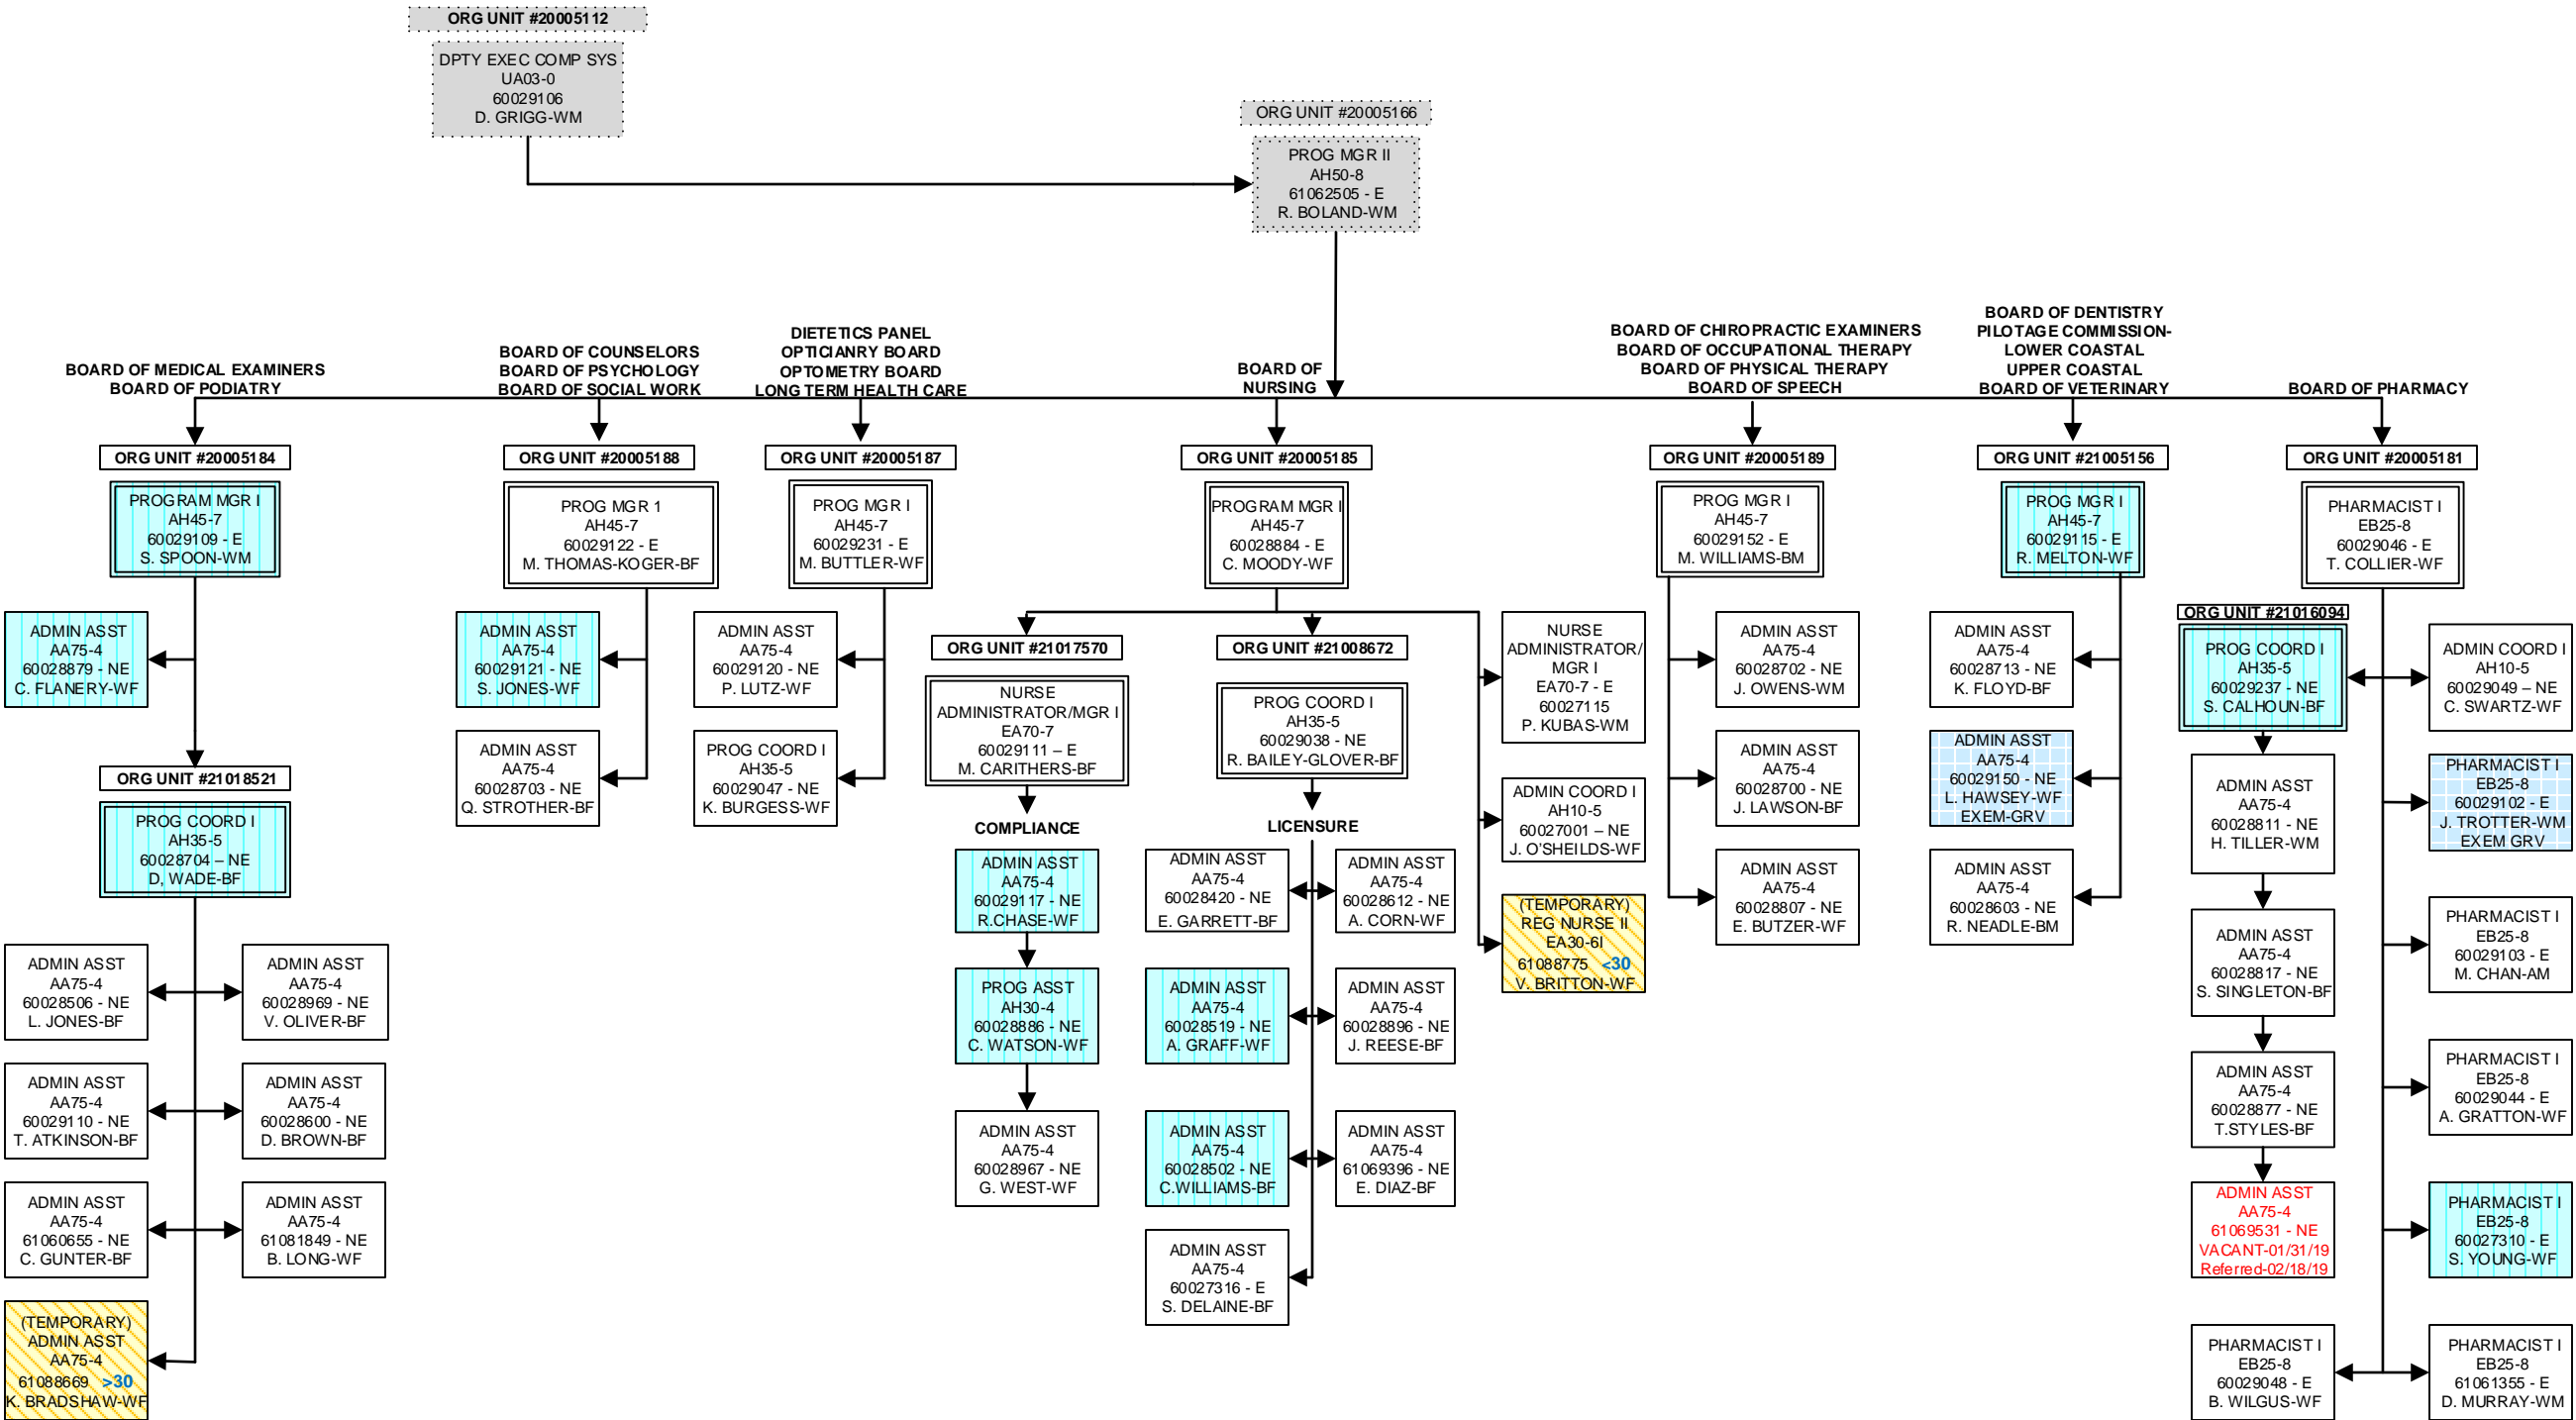 ORG UNIT #20005112
DPTY EXEC COMP SYS
UA03-0
60029106
D. GRIGG-WM
ORG UNIT #20005166
PROG MGR II
AH50-8
61062505 - E
R. BOLAND-WM
BOARD OF MEDICAL EXAMINERS
BOARD OF PODIATRY
ORG UNIT #20005184
PROGRAM MGR I
AH45-7
60029109 - E
S. SPOON-WM
ADMIN ASST
AA75-4
60028879 - NE
C. FLANERY-WF
ORG UNIT #21018521
PROG COORD I
AH35-5
60028704 – NE
D, WADE-BF
ADMIN ASST
AA75-4
60028506 - NE
L. JONES-BF
ADMIN ASST
AA75-4
60028969 - NE
V. OLIVER-BF
ADMIN ASST
AA75-4
60029110 - NE
T. ATKINSON-BF
ADMIN ASST
AA75-4
60028600 - NE
D. BROWN-BF
ADMIN ASST
AA75-4
61060655 - NE
C. GUNTER-BF
ADMIN ASST
AA75-4
61081849 - NE
B. LONG-WF
(TEMPORARY)
ADMIN ASST
AA75-4
61088669 >30
K. BRADSHAW-WF
BOARD OF COUNSELORS
BOARD OF PSYCHOLOGY
BOARD OF SOCIAL WORK
ORG UNIT #20005188
PROG MGR 1
AH45-7
60029122 - E
M. THOMAS-KOGER-BF
ADMIN ASST
AA75-4
60029121 - NE
S. JONES-WF
ADMIN ASST
AA75-4
60028703 - NE
Q. STROTHER-BF
DIETETICS PANEL
OPTICIANRY BOARD
OPTOMETRY BOARD
LONG TERM HEALTH CARE
ORG UNIT #20005187
PROG MGR I
AH45-7
60029231 - E
M. BUTTLER-WF
ADMIN ASST
AA75-4
60029120 - NE
P. LUTZ-WF
PROG COORD I
AH35-5
60029047 - NE
K. BURGESS-WF
BOARD OF
NURSING
ORG UNIT #20005185
PROGRAM MGR I
AH45-7
60028884 - E
C. MOODY-WF
ORG UNIT #21017570
NURSE
ADMINISTRATOR/MGR I
EA70-7
60029111 – E
M. CARITHERS-BF
COMPLIANCE
ADMIN ASST
AA75-4
60029117 - NE
R.CHASE-WF
PROG ASST
AH30-4
60028886 - NE
C. WATSON-WF
ADMIN ASST
AA75-4
60028967 - NE
G. WEST-WF
ORG UNIT #21008672
PROG COORD I
AH35-5
60029038 - NE
R. BAILEY-GLOVER-BF
LICENSURE
ADMIN ASST
AA75-4
60028420 - NE
E. GARRETT-BF
ADMIN ASST
AA75-4
60028612 - NE
A. CORN-WF
ADMIN ASST
AA75-4
60028519 - NE
A. GRAFF-WF
ADMIN ASST
AA75-4
60028896 - NE
J. REESE-BF
ADMIN ASST
AA75-4
60028502 - NE
C.WILLIAMS-BF
ADMIN ASST
AA75-4
61069396 - NE
E. DIAZ-BF
ADMIN ASST
AA75-4
60027316 - E
S. DELAINE-BF
NURSE
ADMINISTRATOR/
MGR I
EA70-7 - E
60027115
P. KUBAS-WM
ADMIN COORD I
AH10-5
60027001 – NE
J. O'SHEILDS-WF
(TEMPORARY)
REG NURSE II
EA30-6I
61088775 <30
V. BRITTON-WF
BOARD OF CHIROPRACTIC EXAMINERS
BOARD OF OCCUPATIONAL THERAPY
BOARD OF PHYSICAL THERAPY
BOARD OF SPEECH
ORG UNIT #20005189
PROG MGR I
AH45-7
60029152 - E
M. WILLIAMS-BM
ADMIN ASST
AA75-4
60028702 - NE
J. OWENS-WM
ADMIN ASST
AA75-4
60028700 - NE
J. LAWSON-BF
ADMIN ASST
AA75-4
60028807 - NE
E. BUTZER-WF
BOARD OF DENTISTRY
PILOTAGE COMMISSION-
LOWER COASTAL
UPPER COASTAL
BOARD OF VETERINARY
ORG UNIT #21005156
PROG MGR I
AH45-7
60029115 - E
R. MELTON-WF
ADMIN ASST
AA75-4
60028713 - NE
K. FLOYD-BF
ADMIN ASST
AA75-4
60029150 - NE
L. HAWSEY-WF
EXEM-GRV
ADMIN ASST
AA75-4
60028603 - NE
R. NEADLE-BM
BOARD OF PHARMACY
ORG UNIT #20005181
PHARMACIST I
EB25-8
60029046 - E
T. COLLIER-WF
ORG UNIT #21016094
PROG COORD I
AH35-5
60029237 - NE
S. CALHOUN-BF
ADMIN ASST
AA75-4
60028811 - NE
H. TILLER-WM
ADMIN ASST
AA75-4
60028817 - NE
S. SINGLETON-BF
ADMIN ASST
AA75-4
60028877 - NE
T.STYLES-BF
ADMIN ASST
AA75-4
61069531 - NE
VACANT-01/31/19
Referred-02/18/19
PHARMACIST I
EB25-8
60029048 - E
B. WILGUS-WF
ADMIN COORD I
AH10-5
60029049 – NE
C. SWARTZ-WF
PHARMACIST I
EB25-8
60029102 - E
J. TROTTER-WM
EXEM GRV
PHARMACIST I
EB25-8
60029103 - E
M. CHAN-AM
PHARMACIST I
EB25-8
60029044 - E
A. GRATTON-WF
PHARMACIST I
EB25-8
60027310 - E
S. YOUNG-WF
PHARMACIST I
EB25-8
61061355 - E
D. MURRAY-WM